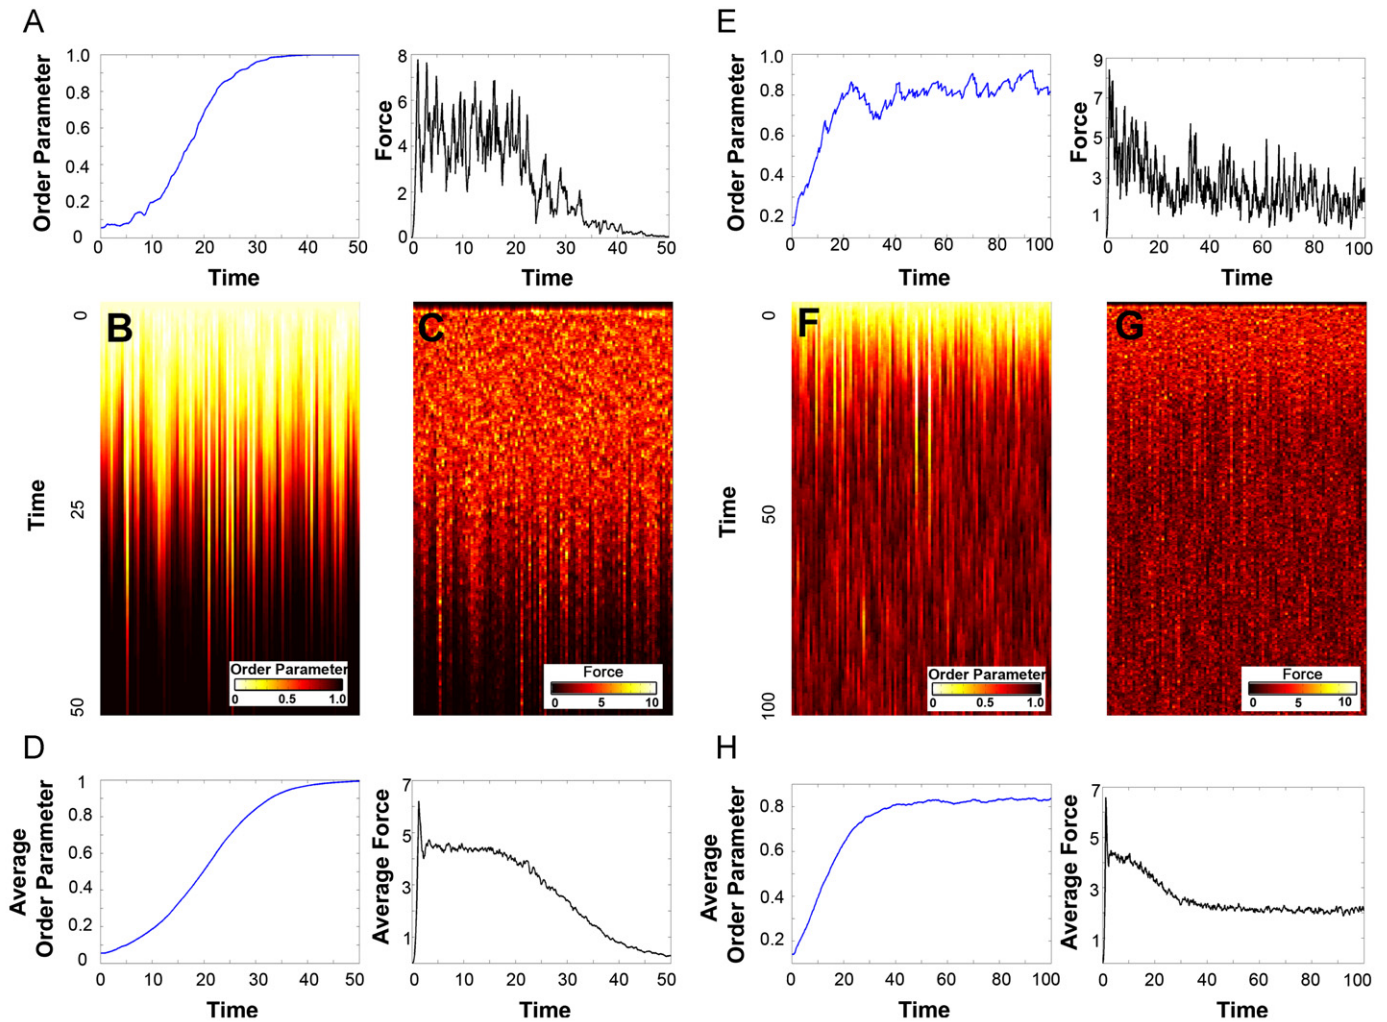 A
E
Order Parameter
1.0
0.8
0.6
0.4
0.2
0
0 10 20 30 40 50
Time
Force
8
6
4
2
0
0 10 20 30 40 50
Time
Order Parameter
1.0
0.8
0.6
0.4
0.2
0 20 40 60 80 100
Time
Force
9
7
5
3
1
0 20 40 60 80 100
Time
B
C
F
G
Time
0
25
50
Order Parameter
0 0.5 1.0
Force
0 5 10
Time
0
50
100
Order Parameter
0 0.5 1.0
Force
0 5 10
D
H
Average
Order Parameter
1
0.8
0.6
0.4
0.2
0
0 10 20 30 40 50
Time
Average Force
7
5
3
1
0 10 20 30 40 50
Time
Average
Order Parameter
0.8
0.6
0.4
0.2
0 20 40 60 80 100
Time
Average Force
7
5
3
1
0 20 40 60 80 100
Time